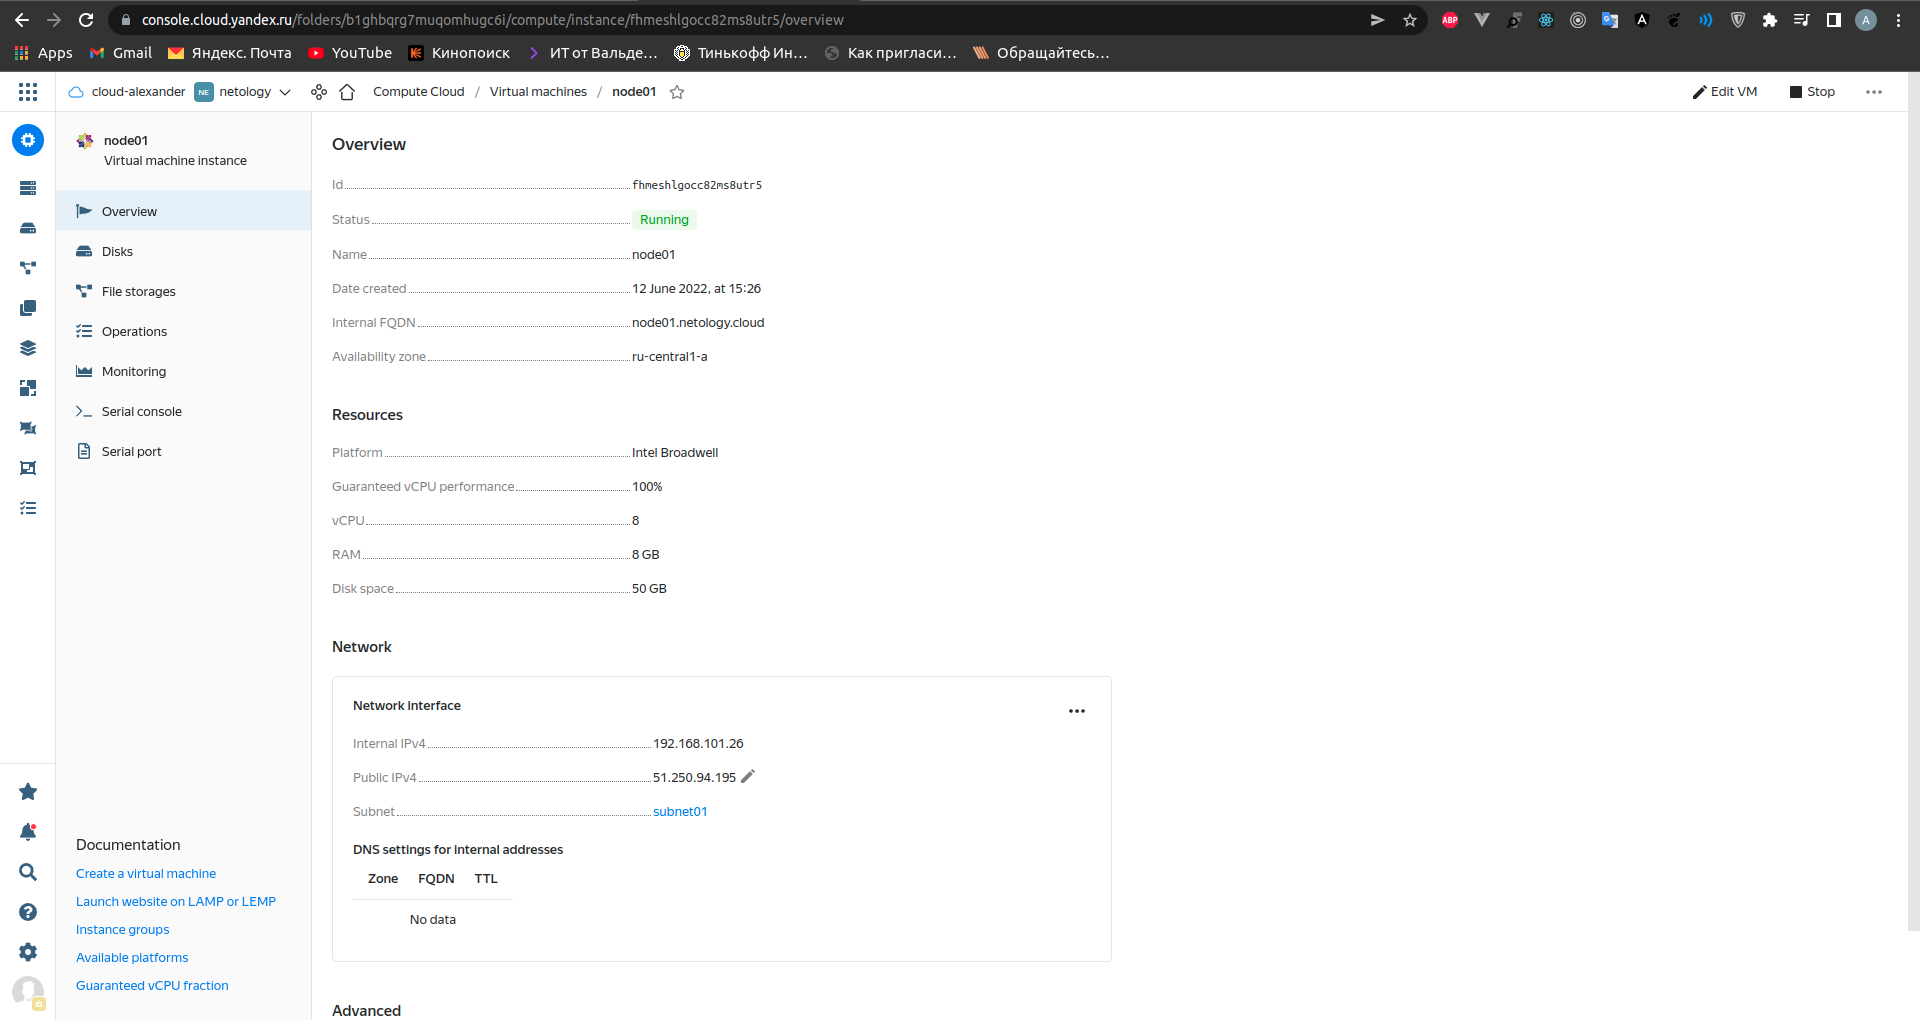 console.cloud.yandex.ru/folders/b1ghbqrg7muqomhugc6i/compute/instance/fhmeshlgocc82ms8utr5/overview
ABP
A
A
Apps
Gmail
Яндекс. Почта
YouTube
Кинопоиск
ИТ от Вальде...
Тинькофф Ин...
Как пригласи...
Обращайтесь...
cloud-alexander
NE
netology
Compute Cloud / Virtual machines / node01
Edit VM
Stop
node01
Virtual machine instance
Overview
Disks
File storages
Operations
Monitoring
Serial console
Serial port
Documentation
Create a virtual machine
Launch website on LAMP or LEMP
Instance groups
Available platforms
Guaranteed vCPU fraction
Overview
Id fhmeshlgocc82ms8utr5
Status Running
Name node01
Date created 12 June 2022, at 15:26
Internal FQDN node01.netology.cloud
Availability zone ru-central1-a
Resources
Platform Intel Broadwell
Guaranteed vCPU performance 100%
vCPU 8
RAM 8 GB
Disk space 50 GB
Network
Network interface
Internal IPv4 192.168.101.26
Public IPv4 51.250.94.195
Subnet subnet01
DNS settings for internal addresses
Zone FQDN TTL
No data
Advanced